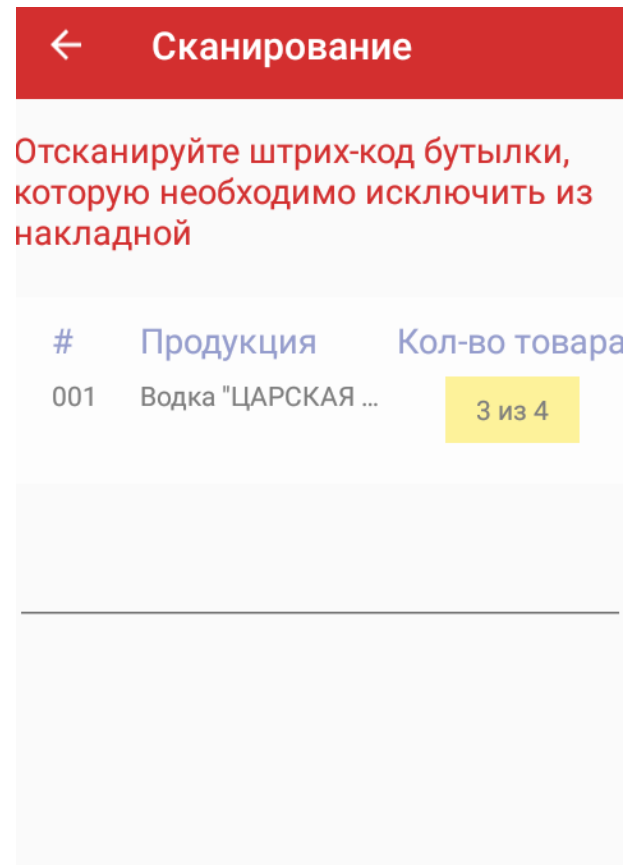 Сканирование
Отсканируйте штрих-код бутылки,
которую необходимо исключить из
накладной
# Продукция Кол-во товара
001 Водка "ЦАРСКАЯ ... 3 из 4